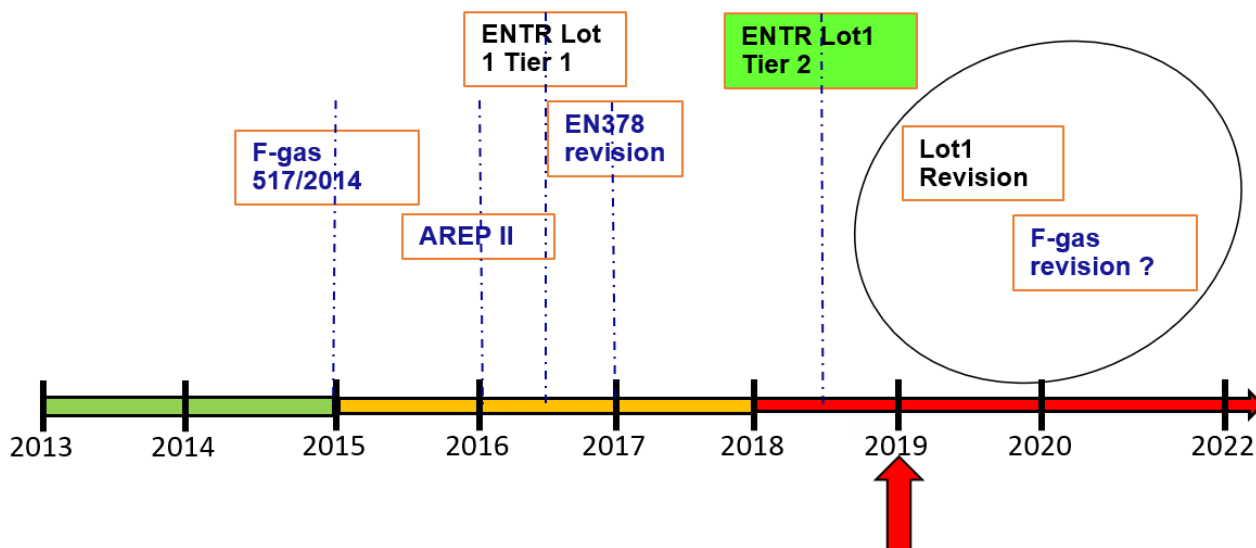 ENTR Lot
1 Tier 1
ENTR Lot1
Tier 2
F-gas
517/2014
EN378
revision
AREP II
Lot1
Revision
F-gas
revision ?
2013
2014
2015
2016
2017
2018
2019
2020
2022